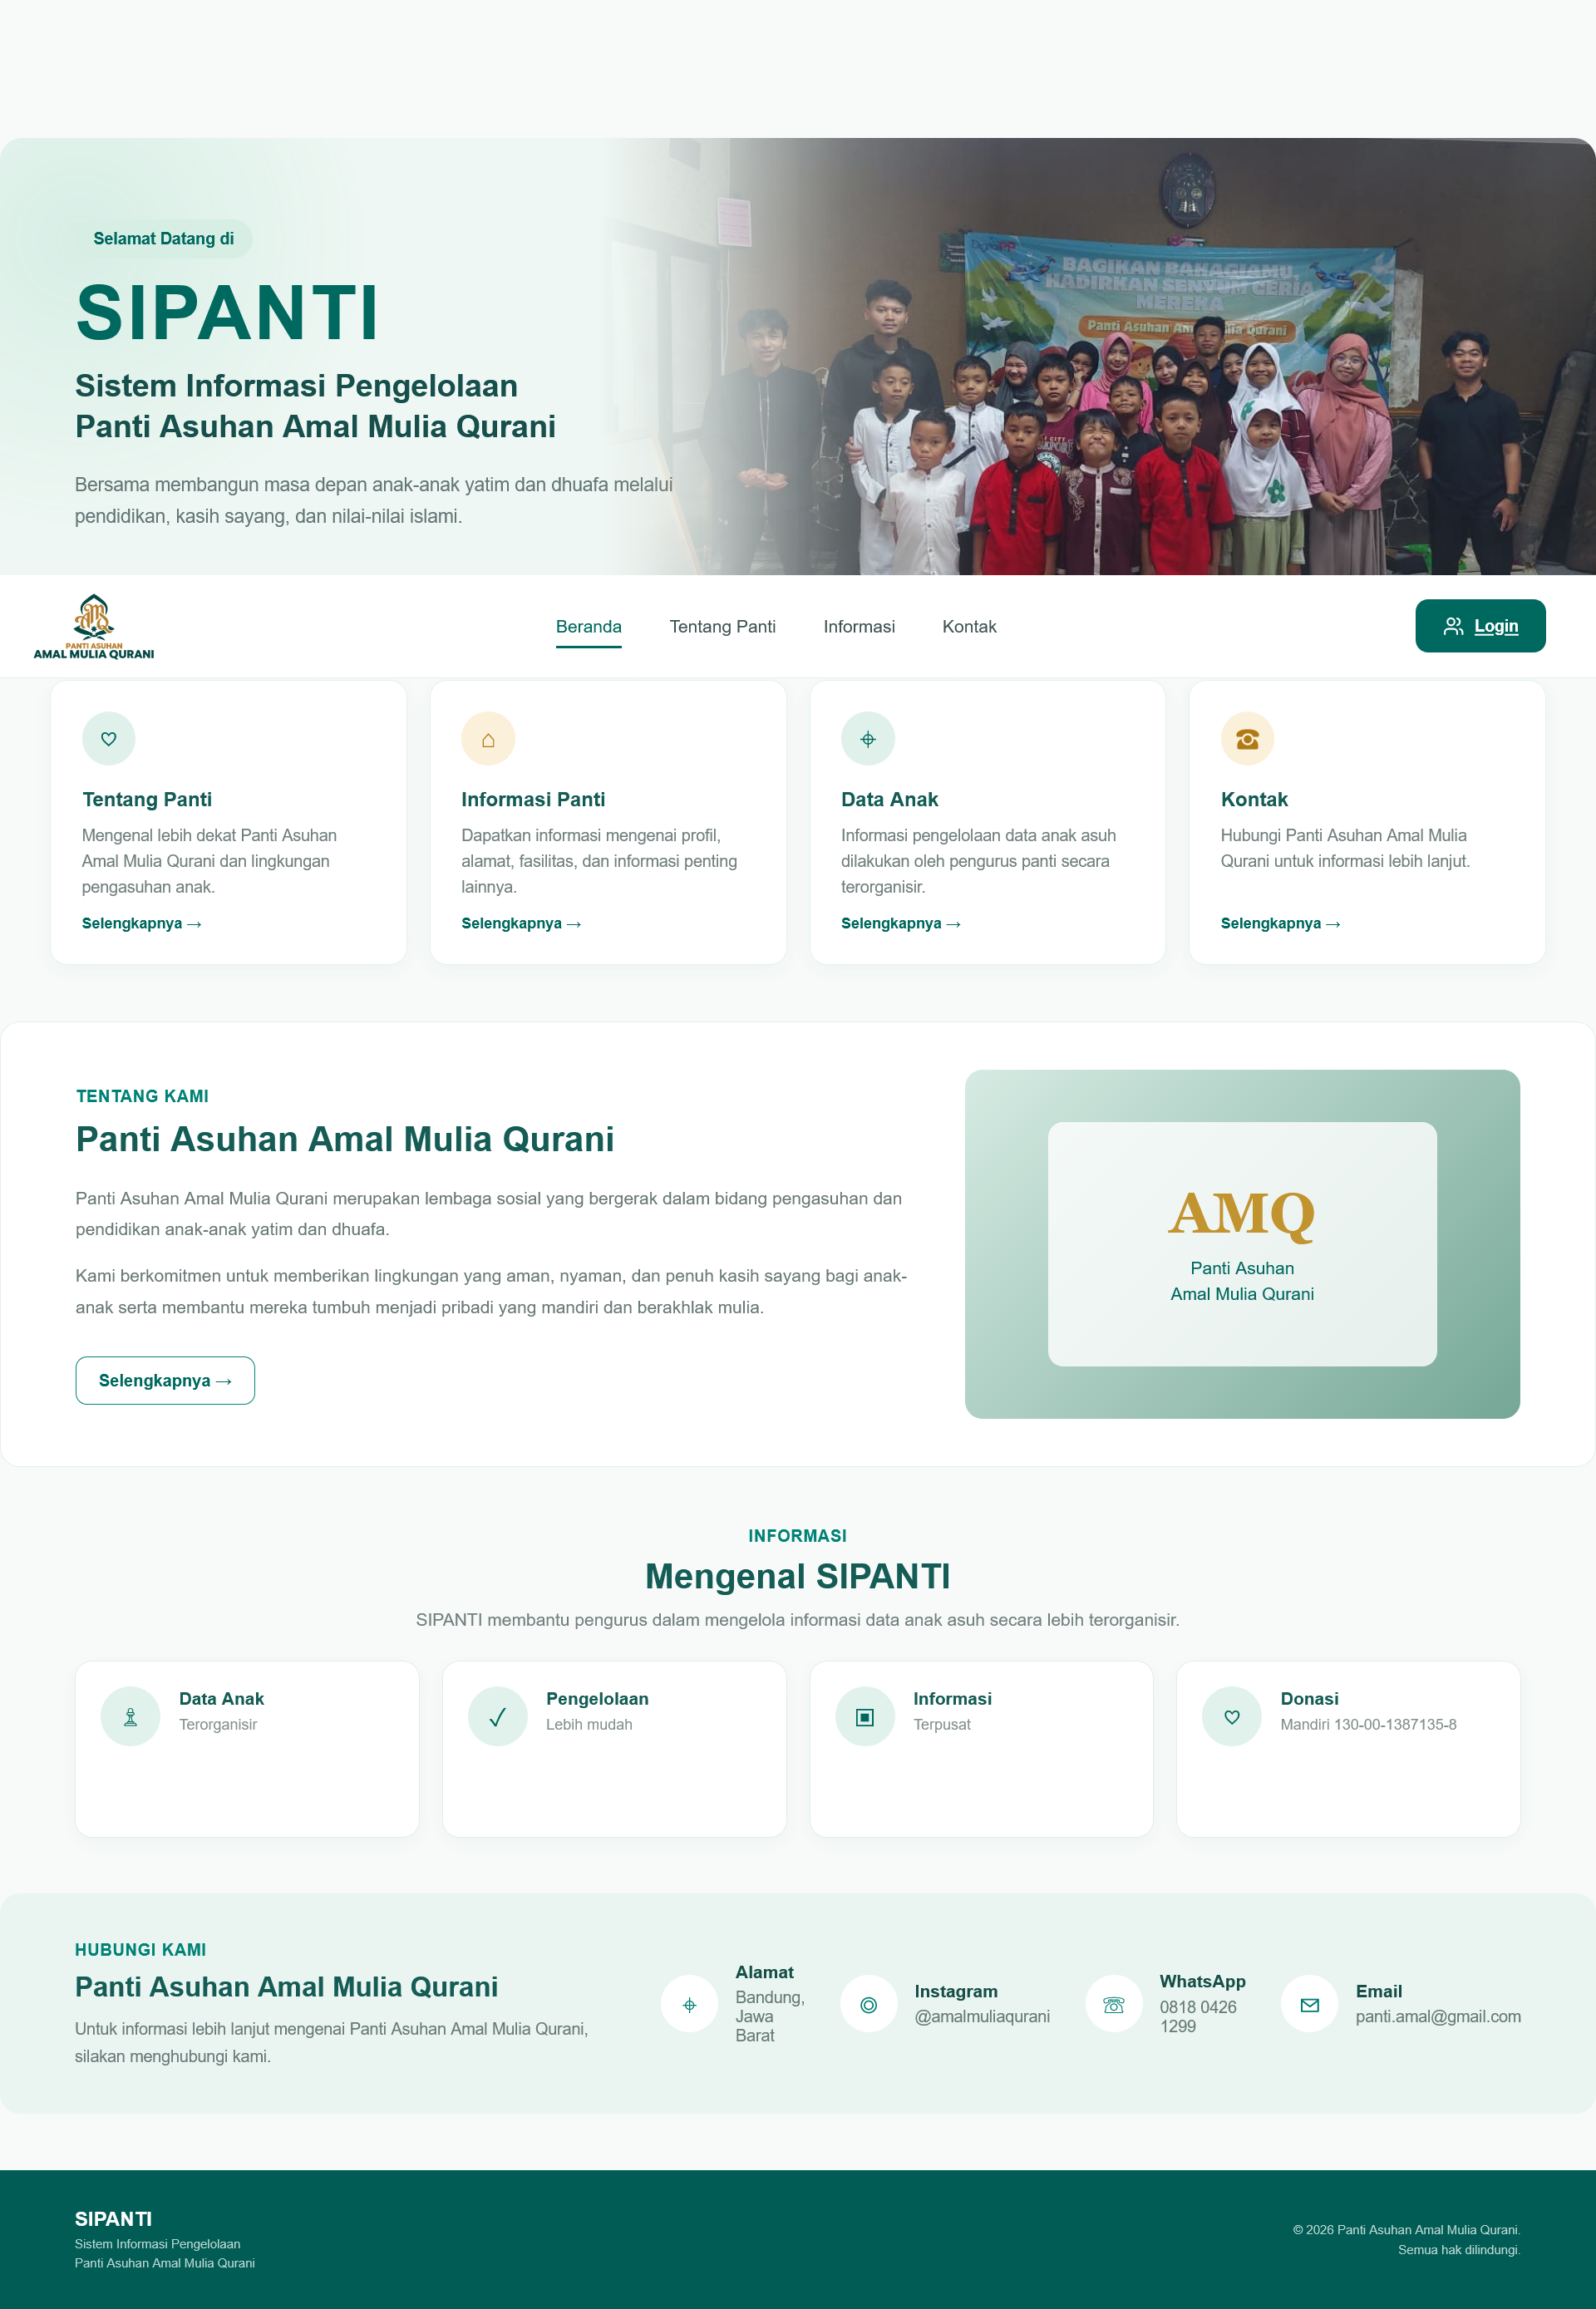 Selamat Datang di
SIPANTI
Sistem Informasi Pengelolaan
Panti Asuhan Amal Mulia Qurani
Bersama membangun masa depan anak-anak yatim dan dhuafa melalui
pendidikan, kasih sayang, dan nilai-nilai islami.
BAGIKAN BAHAGIAMU,
HADIRKAN SENYUM CERIA
MEREKA
Panti Asuhan Amal Mulia Qurani
AMQ
PANTI ASUHAN
AMAL MULIA QURANI
Beranda
Tentang Panti
Informasi
Kontak
Login
Tentang Panti
Mengenal lebih dekat Panti Asuhan
Amal Mulia Qurani dan lingkungan
pengasuhan anak.
Selengkapnya →
Informasi Panti
Dapatkan informasi mengenai profil,
alamat, fasilitas, dan informasi penting
lainnya.
Selengkapnya →
Data Anak
Informasi pengelolaan data anak asuh
dilakukan oleh pengurus panti secara
terorganisir.
Selengkapnya →
Kontak
Hubungi Panti Asuhan Amal Mulia
Qurani untuk informasi lebih lanjut.
Selengkapnya →
TENTANG KAMI
Panti Asuhan Amal Mulia Qurani
Panti Asuhan Amal Mulia Qurani merupakan lembaga sosial yang bergerak dalam bidang pengasuhan dan
pendidikan anak-anak yatim dan dhuafa.
Kami berkomitmen untuk memberikan lingkungan yang aman, nyaman, dan penuh kasih sayang bagi anak-
anak serta membantu mereka tumbuh menjadi pribadi yang mandiri dan berakhlak mulia.
Selengkapnya →
AMQ
Panti Asuhan
Amal Mulia Qurani
INFORMASI
Mengenal SIPANTI
SIPANTI membantu pengurus dalam mengelola informasi data anak asuh secara lebih terorganisir.
Data Anak
Terorganisir
Pengelolaan
Lebih mudah
Informasi
Terpusat
Donasi
Mandiri 130-00-1387135-8
HUBUNGI KAMI
Panti Asuhan Amal Mulia Qurani
Untuk informasi lebih lanjut mengenai Panti Asuhan Amal Mulia Qurani,
silakan menghubungi kami.
Alamat
Bandung,
Jawa
Barat
Instagram
@amalmuliaqurani
WhatsApp
0818 0426
1299
Email
panti.amal@gmail.com
SIPANTI
Sistem Informasi Pengelolaan
Panti Asuhan Amal Mulia Qurani
© 2026 Panti Asuhan Amal Mulia Qurani.
Semua hak dilindungi.